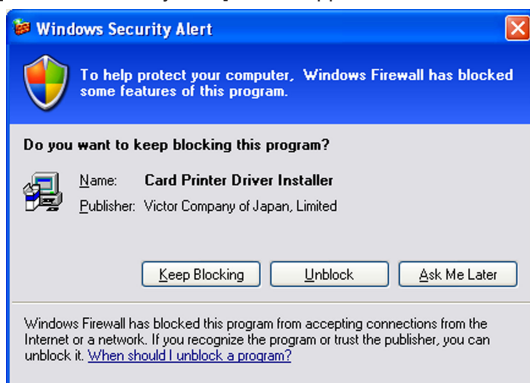 Windows Security Alert
To help protect your computer, Windows Firewall has blocked
some features of this program.
Do you want to keep blocking this program?
Name: Card Printer Driver Installer
Publisher: Victor Company of Japan, Limited
Keep Blocking Unblock Ask Me Later
Windows Firewall has blocked this program from accepting connections from the
Internet or a network. If you recognize the program or trust the publisher, you can
unblock it. When should I unblock a program?